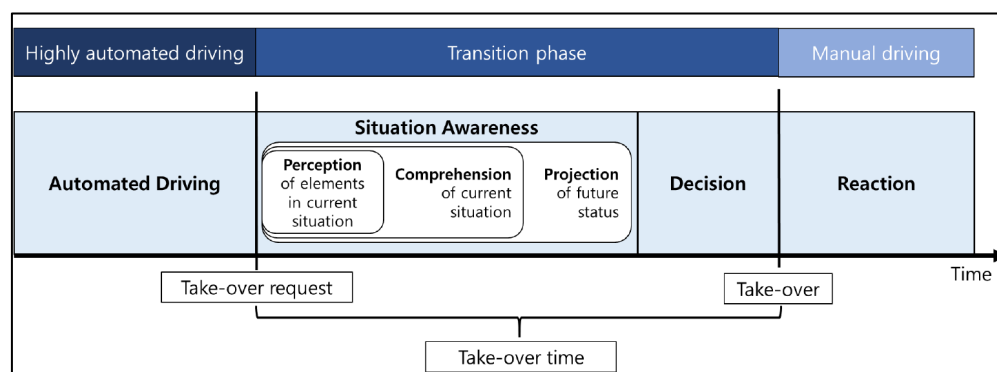 Highly automated driving
Transition phase
Manual driving
Automated Driving
Situation Awareness
Perception
of elements
in current
situation
Comprehension
of current
situation
Projection
of future
status
Decision
Reaction
Time
Take-over request
Take-over
Take-over time